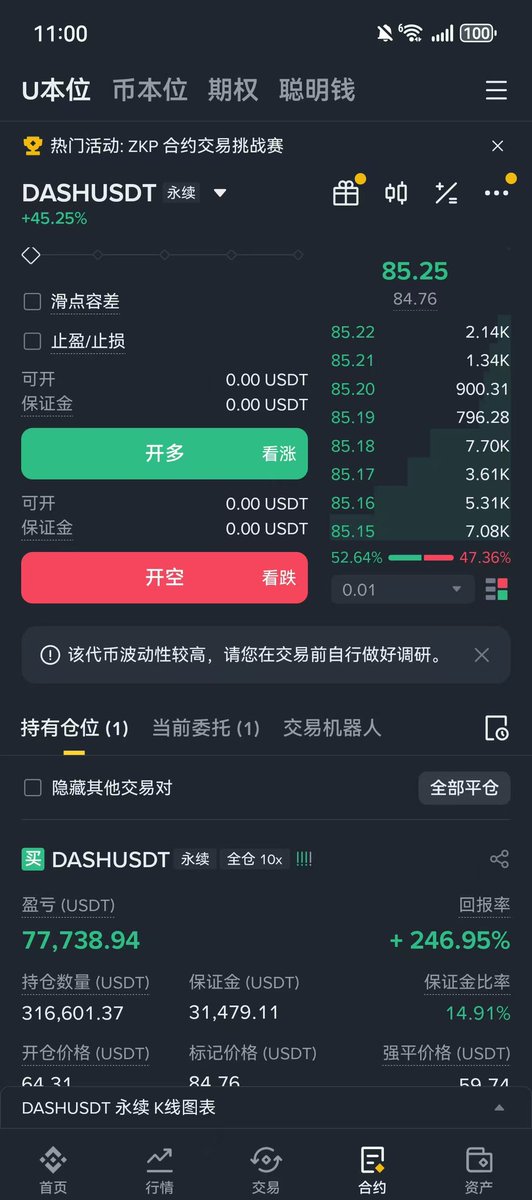 11:00
6
100
U本位 币本位 期权 聪明钱
热门活动: ZKP 合约交易挑战赛
DASHUSDT 永续
+45.25%
85.25
84.76
滑点容差
止盈/止损
可开 0.00 USDT
保证金 0.00 USDT
开多 看涨
可开 0.00 USDT
保证金 0.00 USDT
开空 看跌
85.22 2.14K
85.21 1.34K
85.20 900.31
85.19 796.28
85.18 7.70K
85.17 3.61K
85.16 5.31K
85.15 7.08K
52.64% 47.36%
0.01
该代币波动性较高，请您在交易前自行做好调研。
持有仓位 (1) 当前委托 (1) 交易机器人
隐藏其他交易对 全部平仓
买 DASHUSDT 永续 全仓 10x !!!!
盈亏 (USDT) 回报率
77,738.94 + 246.95%
持仓数量 (USDT) 保证金 (USDT) 保证金比率
316,601.37 31,479.11 14.91%
开仓价格 (USDT) 标记价格 (USDT) 强平价格 (USDT)
64.31 84.76 59.74
DASHUSDT 永续 K线图表
首页 行情 交易 合约 资产